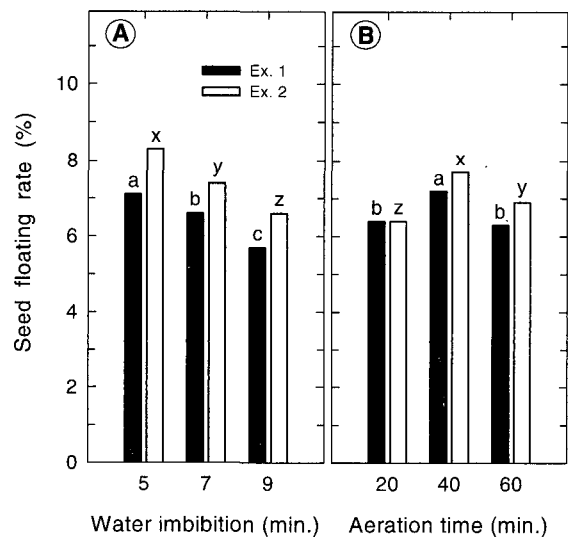 A
B
Ex. 1
Ex. 2
Seed floating rate (%)
10
8
6
4
2
0
a
x
b
y
c
z
b
z
a
x
b
y
5 7 9
20 40 60
Water imbibition (min.)
Aeration time (min.)